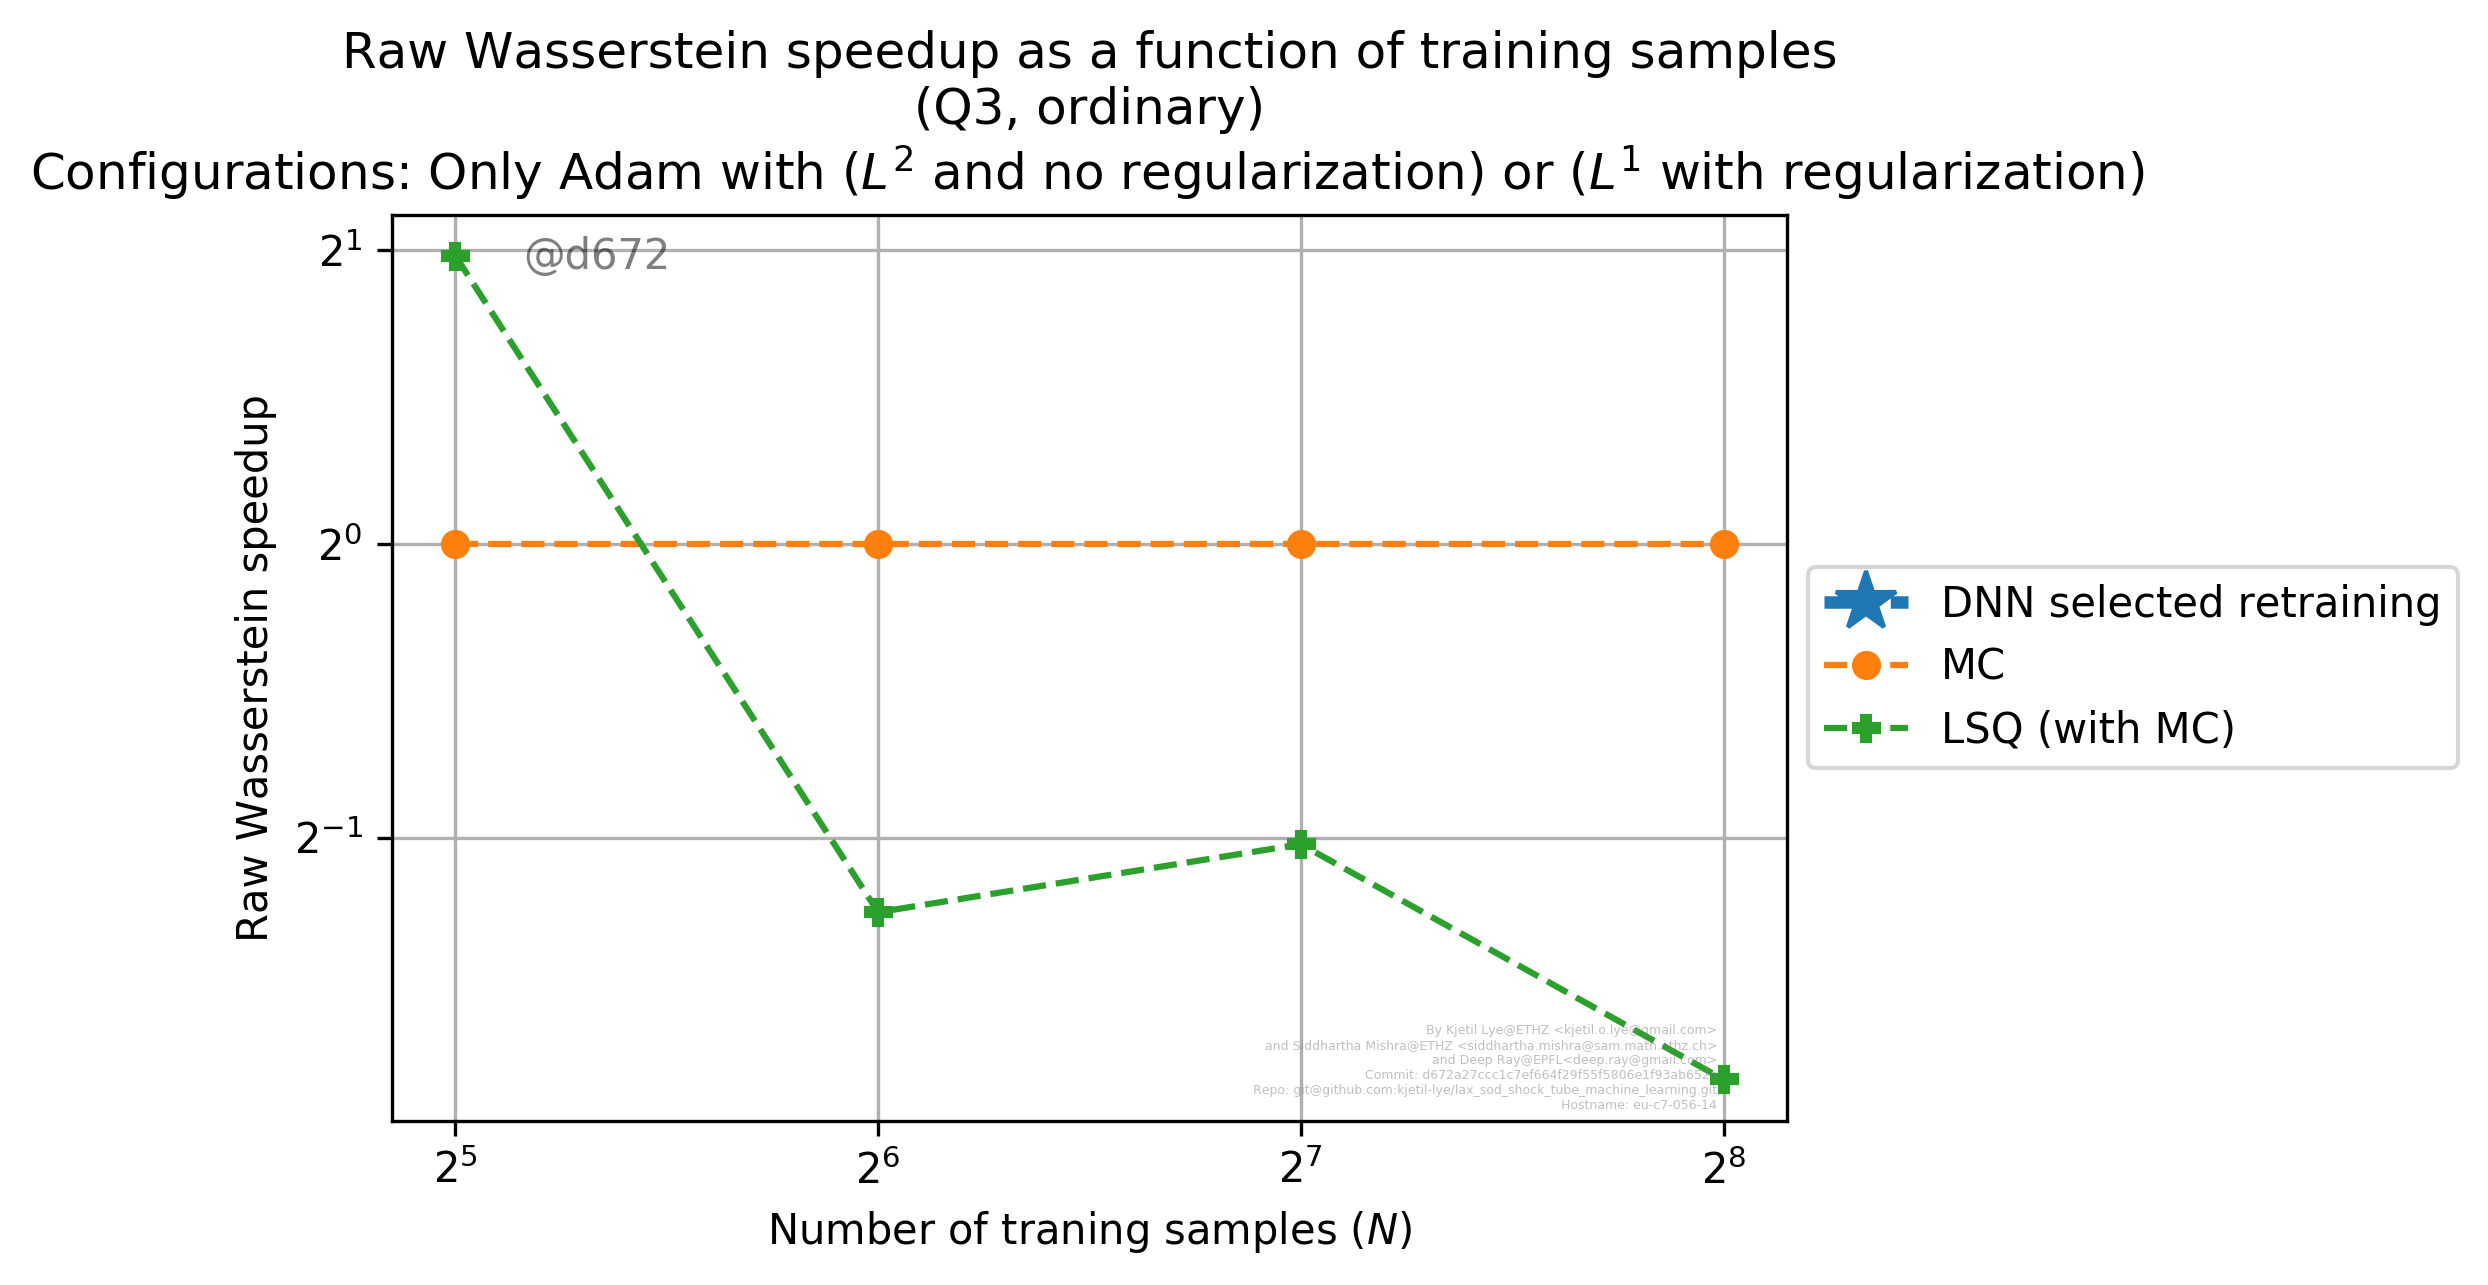 Raw Wasserstein speedup as a function of training samples
(Q3, ordinary)
Configurations: Only Adam with (L² and no regularization) or (L¹ with regularization)
@d672
2¹
2⁰
2⁻¹
Raw Wasserstein speedup
DNN selected retraining
MC
LSQ (with MC)
By Kjetil Lye@ETHZ <kjetil.o.lye@gmail.com>
and Siddhartha Mishra@ETHZ <siddhartha.mishra@sam.math.ethz.ch>
and Deep Ray@EPFL<deep.ray@gmail.com>
Commit:
Repo: git@github.com:kjetil-lye/lax_sod_shock_tube_machine_learning.git
Hostname: eu-c7-056-14
2⁵ 2⁶ 2⁷ 2⁸
Number of traning samples (N)